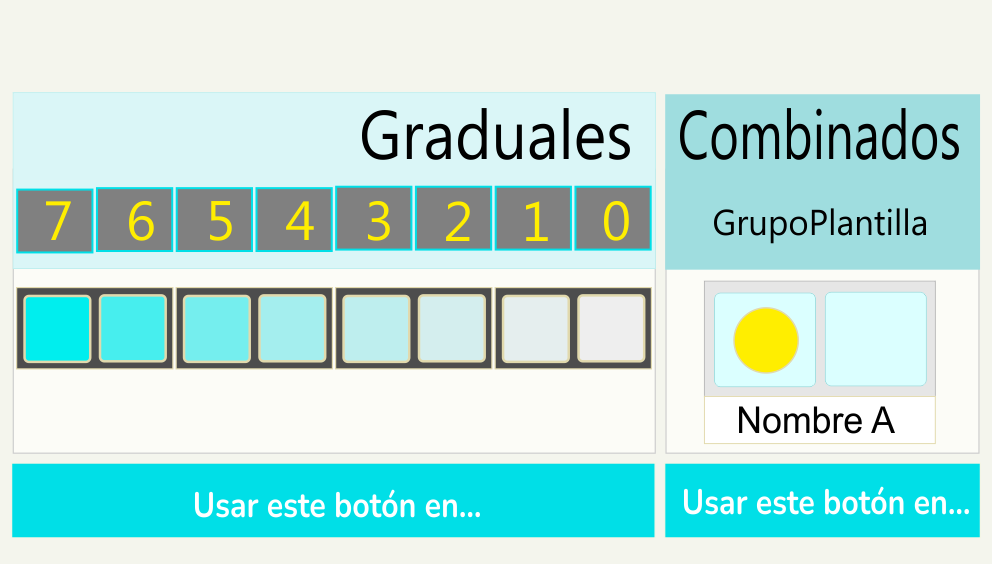 Graduales
7 6 5 4 3 2 1 0
Usar este botón en...
Combinados
GrupoPlantilla
Nombre A
Usar este botón en...